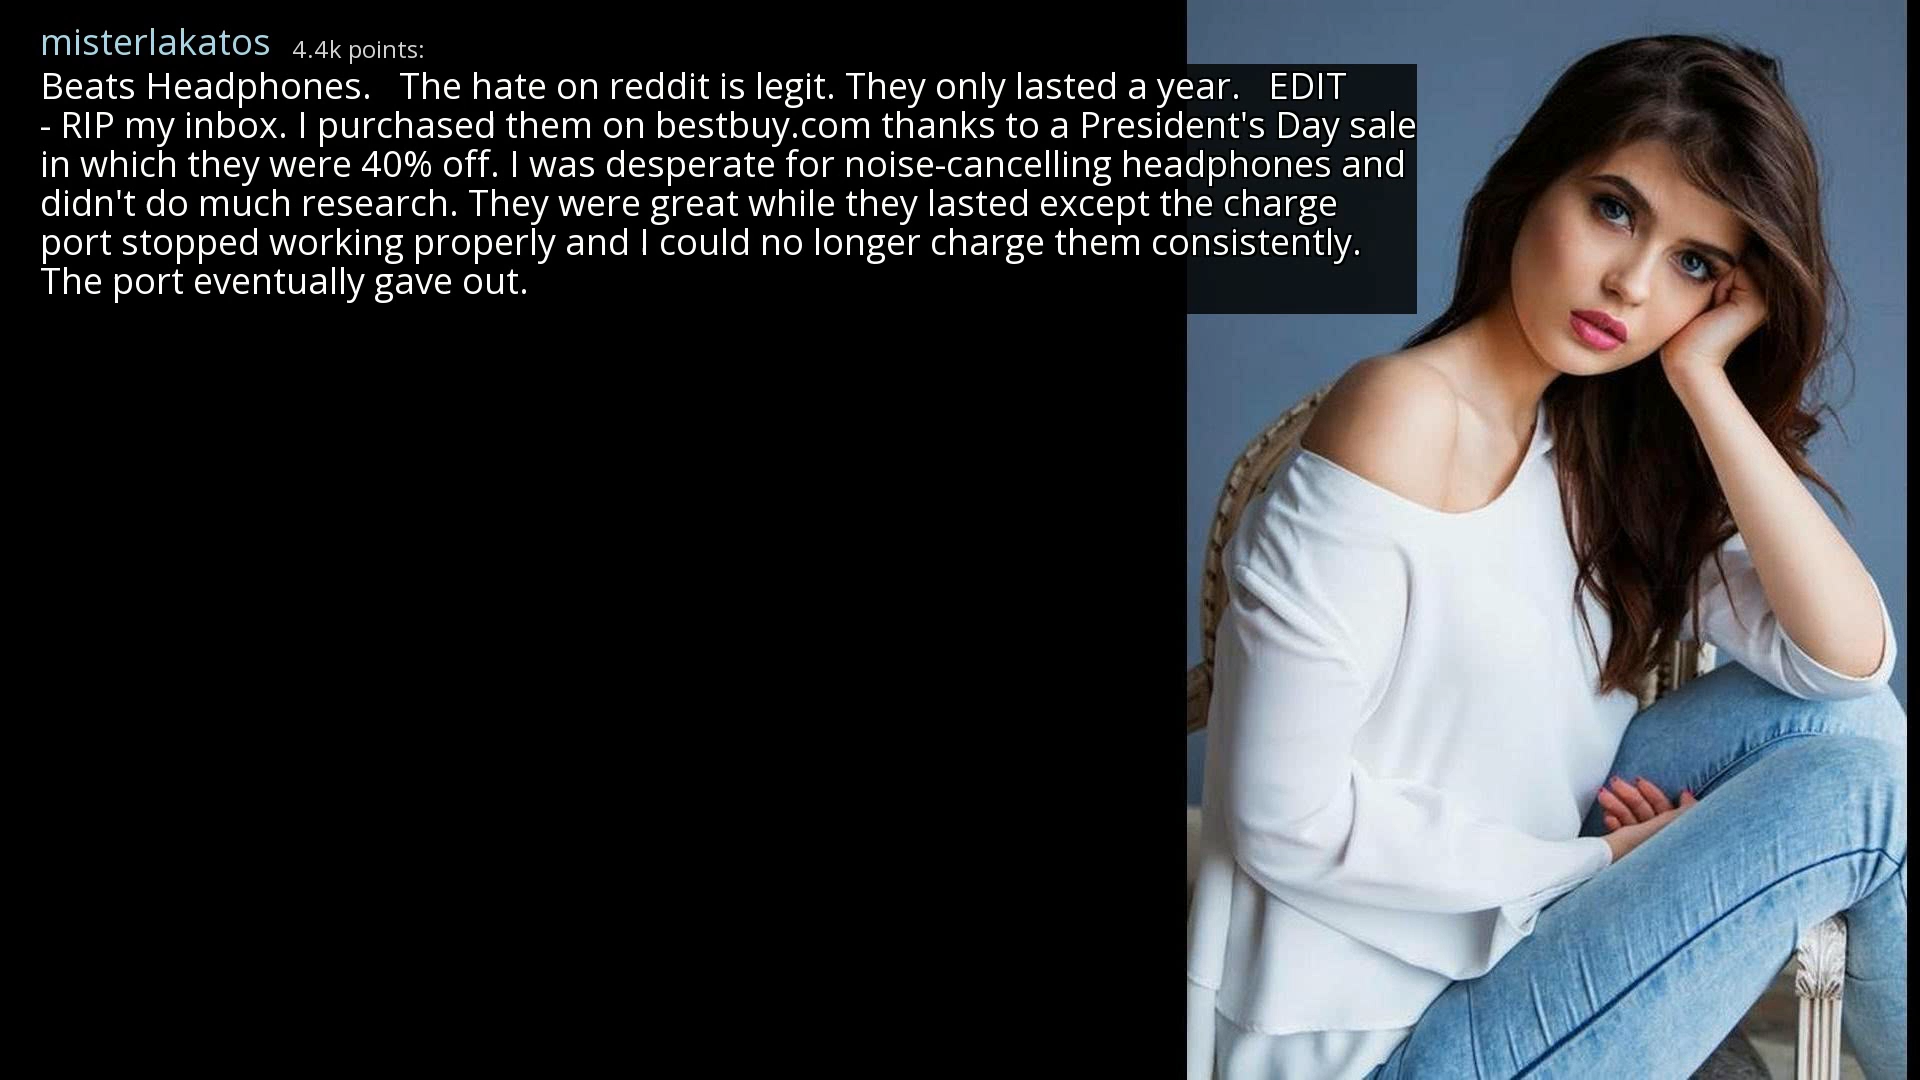 misterlakatos 4.4k points:
Beats Headphones.   The hate on reddit is legit. They only lasted a year.   EDIT
- RIP my inbox. I purchased them on bestbuy.com thanks to a President's Day sale
in which they were 40% off. I was desperate for noise-cancelling headphones and
didn't do much research. They were great while they lasted except the charge
port stopped working properly and I could no longer charge them consistently.
The port eventually gave out.